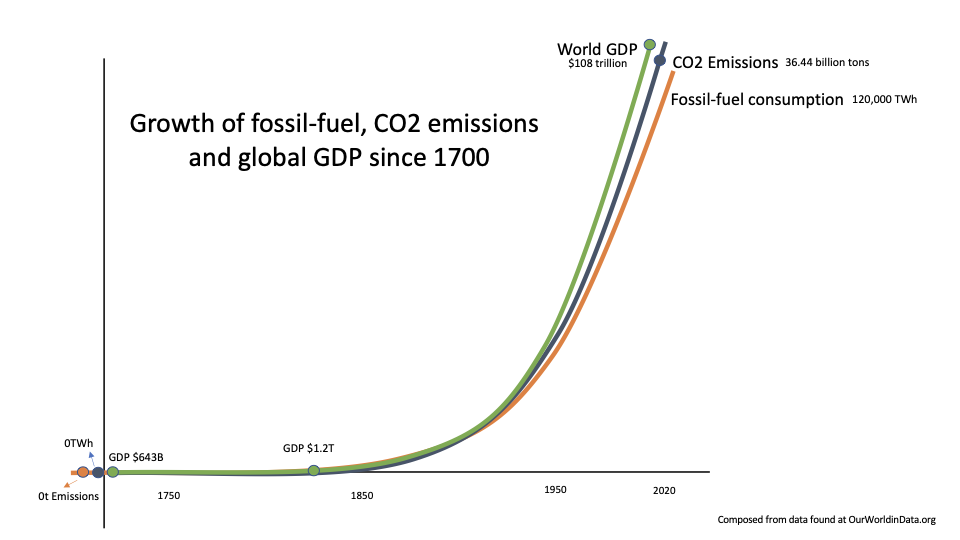 World GDP
$108 trillion
CO2 Emissions 36.44 billion tons
Fossil-fuel consumption 120,000 TWh
Growth of fossil-fuel, CO2 emissions
and global GDP since 1700
0TWh
GDP $643B
GDP $1.2T
0t Emissions
1750
1850
1950
2020
Composed from data found at OurWorldinData.org